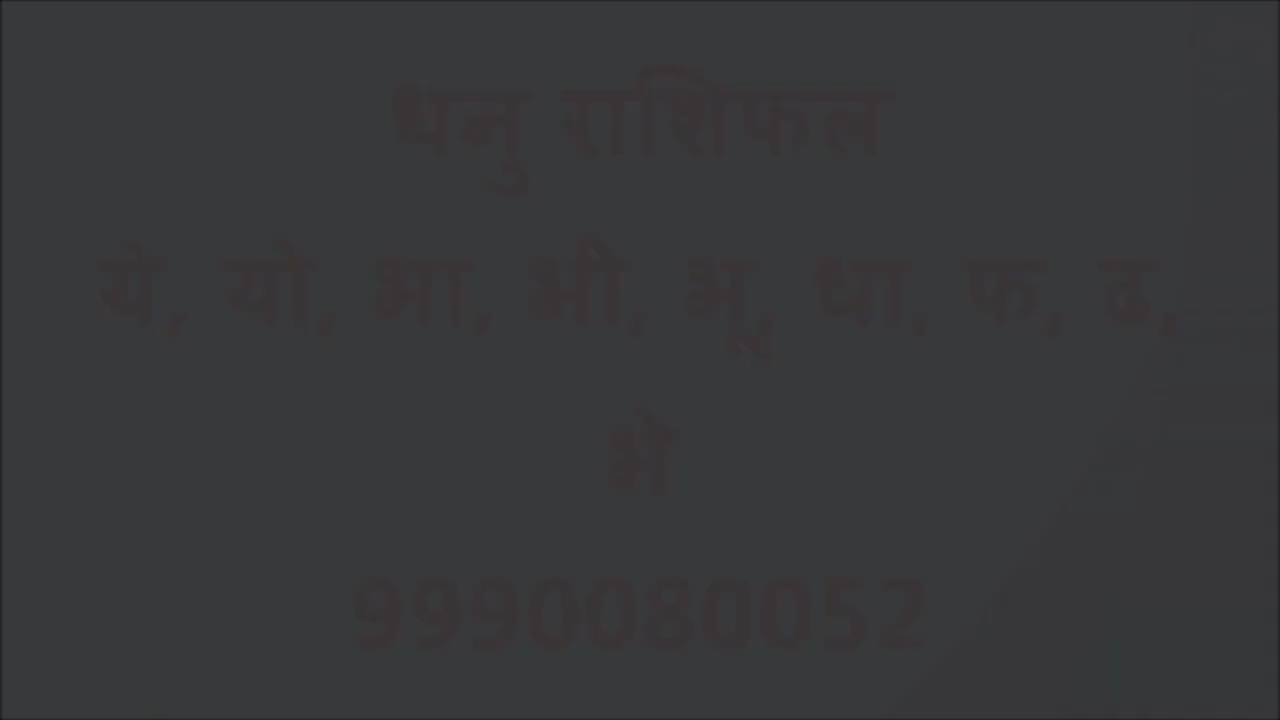 धनु राशिफल
ये, यो, भा, भी, भू, धा, फ, ढ,
भे
9990080052